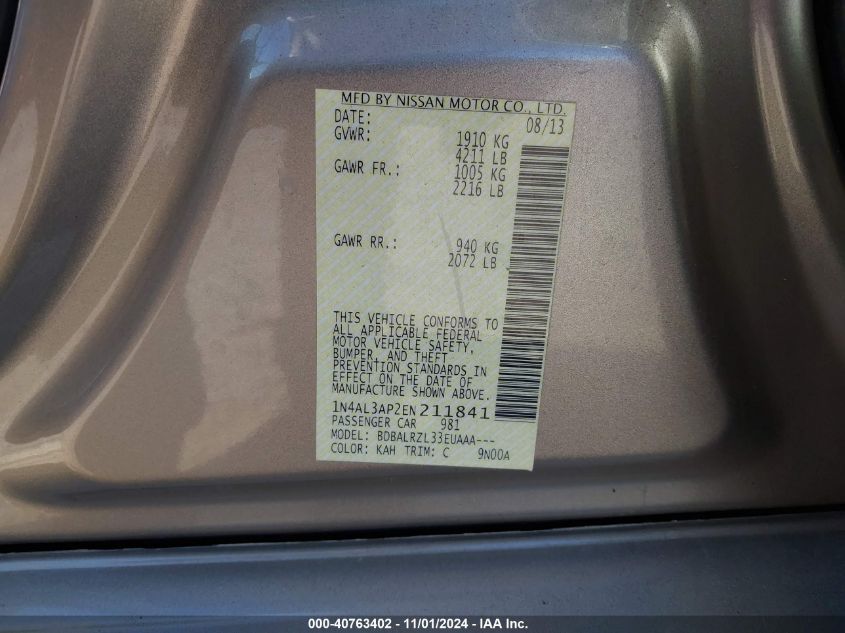 MFD BY NISSAN MOTOR CO., LTD.
DATE: 08/13
GVWR: 1910 KG
4211 LB
GAWR FR.: 1005 KG
2216 LB
GAWR RR.: 940 KG
2072 LB
THIS VEHICLE CONFORMS TO
ALL APPLICABLE FEDERAL
MOTOR VEHICLE SAFETY,
BUMPER, AND THEFT
PREVENTION STANDARDS IN
EFFECT ON THE DATE OF
MANUFACTURE SHOWN ABOVE.
1N4AL3AP2EN211841
PASSENGER CAR 981
MODEL: BDBALRZL33EUAAA---
COLOR: KAH TRIM: C 9N00A
000-40763402 - 11/01/2024 - IAA Inc.